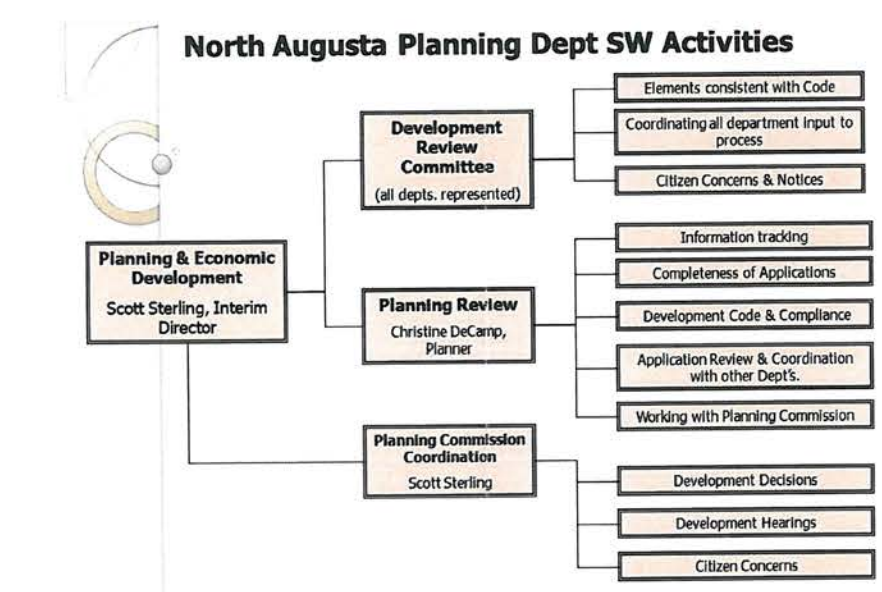 North Augusta Planning Dept SW Activities
Planning & Economic
Development
Scott Sterling, Interim
Director
Development
Review
Committee
(all depts. represented)
Elements consistent with Code
Coordinating all department input to
process
Citizen Concerns & Notices
Planning Review
Christine DeCamp,
Planner
Information tracking
Completeness of Applications
Development Code & Compliance
Application Review & Coordination
with other Dept's.
Working with Planning Commission
Planning Commission
Coordination
Scott Sterling
Development Decisions
Development Hearings
Citizen Concerns